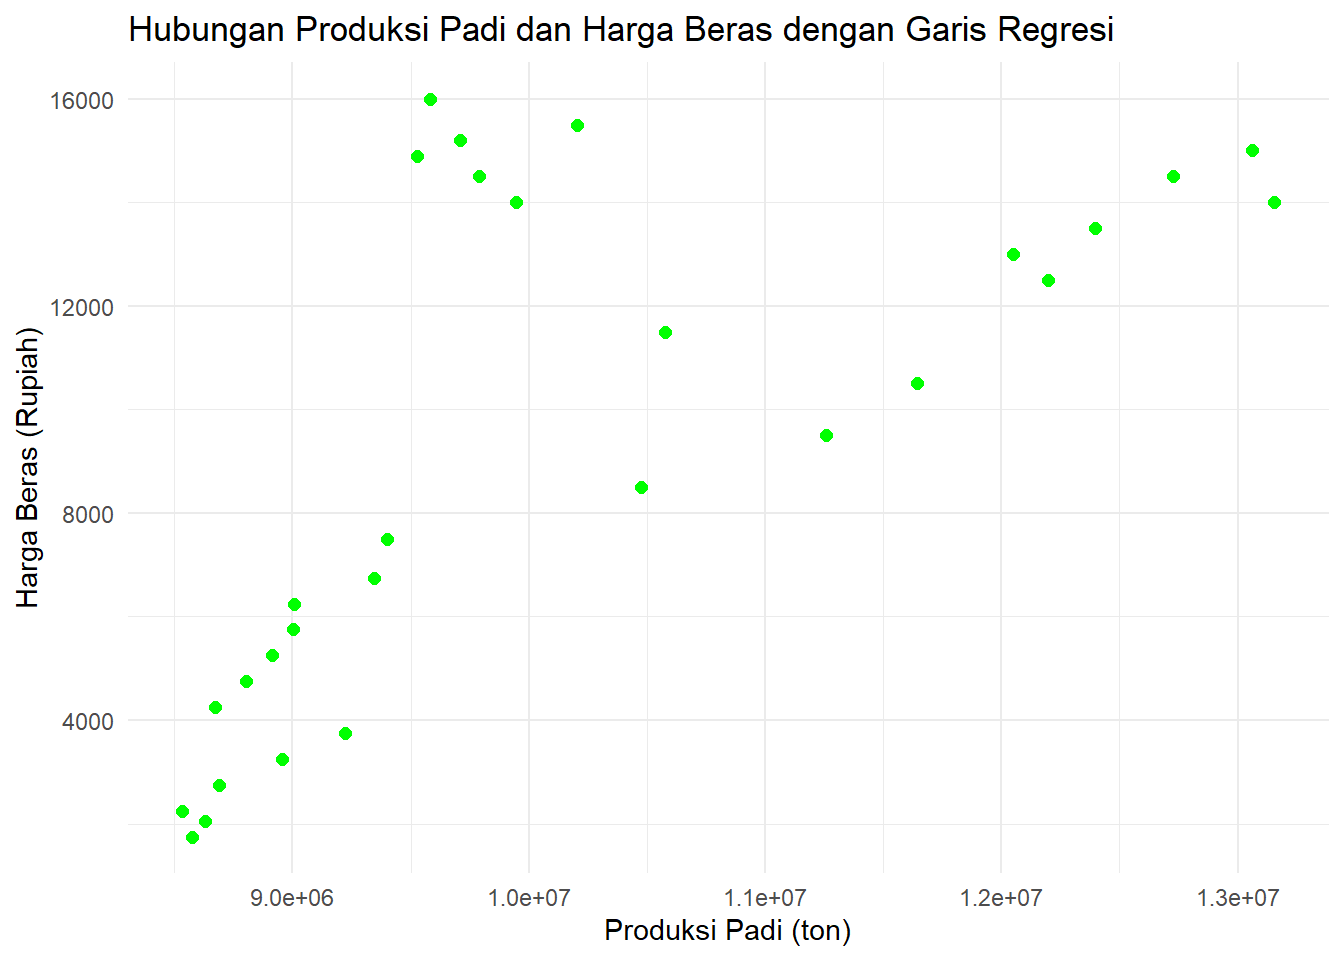 Hubungan Produksi Padi dan Harga Beras dengan Garis Regresi
16000
12000
8000
4000
Harga Beras (Rupiah)
9.0e+06 1.0e+07 1.1e+07 1.2e+07 1.3e+07
Produksi Padi (ton)